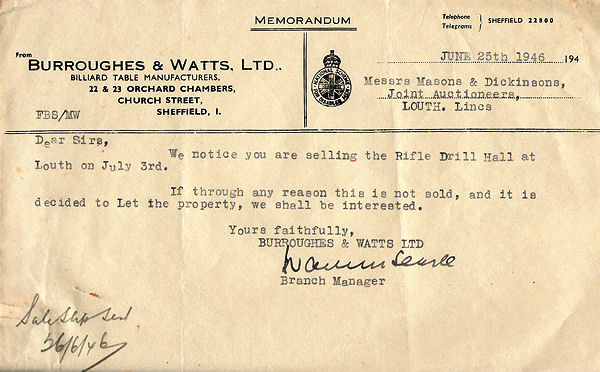 MEMORANDUM
Telephone
Telegrams } SHEFFIELD 22800
From
BURROUGHES & WATTS, LTD..
BILLIARD TABLE MANUFACTURERS.
22 & 23 ORCHARD CHAMBERS,
CHURCH STREET,
SHEFFIELD, 1.
FBS/MW
JUNE 25th 1946 194
Messrs Masons & Dickinsons,
Joint Auctioneers,
LOUTH. Lincs
Dear Sirs,
We notice you are selling the Rifle Drill Hall at
Louth on July 3rd.
If through any reason this is not sold, and it is
decided to Let the property, we shall be interested.
Yours faithfully,
BURROUGHES & WATTS LTD
Branch Manager
Sale slip sent
26/6/46